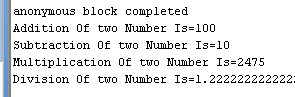 anonymous block completed
Addition Of two Number Is=100
Subtraction Of two Number Is=10
Multiplication Of two Number Is=2475
Division Of two Number Is=1.222222222222